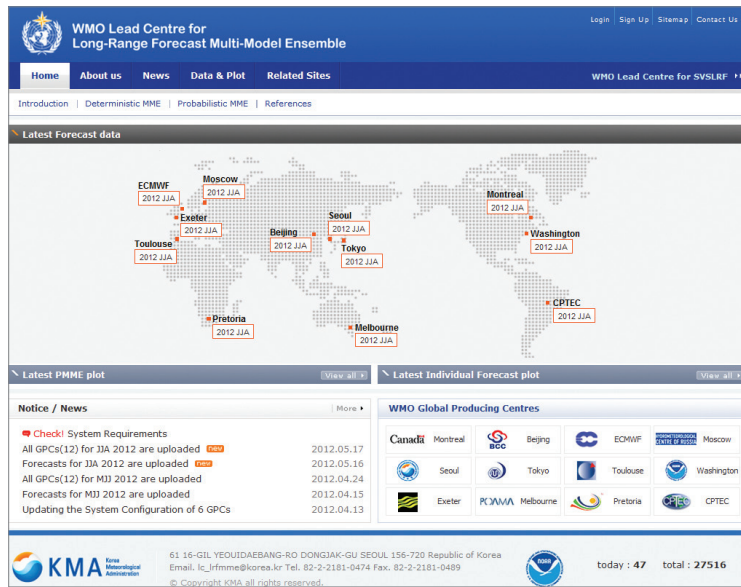 Login | Sign Up | Sitemap | Contact Us
WMO Lead Centre for
Long-Range Forecast Multi-Model Ensemble
Home About us News Data & Plot Related Sites WMO Lead Centre for SVSLRF
Introduction | Deterministic MME | Probabilistic MME | References
Latest Forecast data
Moscow
2012 JJA
ECMWF
2012 JJA
Exeter
2012 JJA
Toulouse
2012 JJA
Beijing
2012 JJA
Seoul
2012 JJA
Tokyo
2012 JJA
Montreal
2012 JJA
Washington
2012 JJA
CPTEC
2012 JJA
Pretoria
2012 JJA
Melbourne
2012 JJA
Latest PMME plot View all
Latest Individual Forecast plot View all
Notice / News | More
Check! System Requirements
All GPCs(12) for JJA 2012 are uploaded new 2012.05.17
Forecasts for JJA 2012 are uploaded new 2012.05.16
All GPCs(12) for MJJ 2012 are uploaded 2012.04.24
Forecasts for MJJ 2012 are uploaded 2012.04.15
Updating the System Configuration of 6 GPCs 2012.04.13
WMO Global Producing Centres
Canada Montreal BCC Beijing ECMWF HYDROMETEOROLOGICAL CENTRE OF RUSSIA Moscow
Seoul Tokyo Toulouse Washington
Exeter POAMA Melbourne Pretoria CPTEC CPTEC
KMA Korea Meteorological Administration
61 16-GIL YEOUIDAEBANG-RO DONGJAK-GU SEOUL 156-720 Republic of Korea
Email. lc_lrfmme@korea.kr Tel. 82-2-2181-0474 Fax. 82-2-2181-0489
© Copyright KMA all rights reserved.
noaa
today : 47 total : 27516